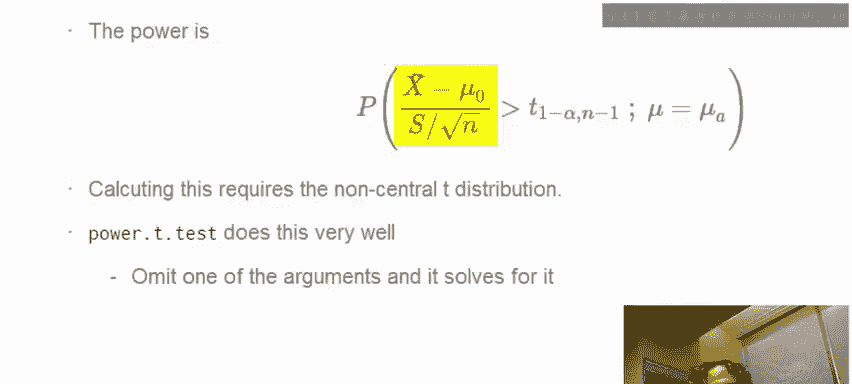 · The power is
P( X̄ − μ₀ / S/√n > t₁₋α,ₙ₋₁ ; μ = μₐ )
· Calcuting this requires the non-central t distribution.
· power.t.test does this very well
- Omit one of the arguments and it solves for it